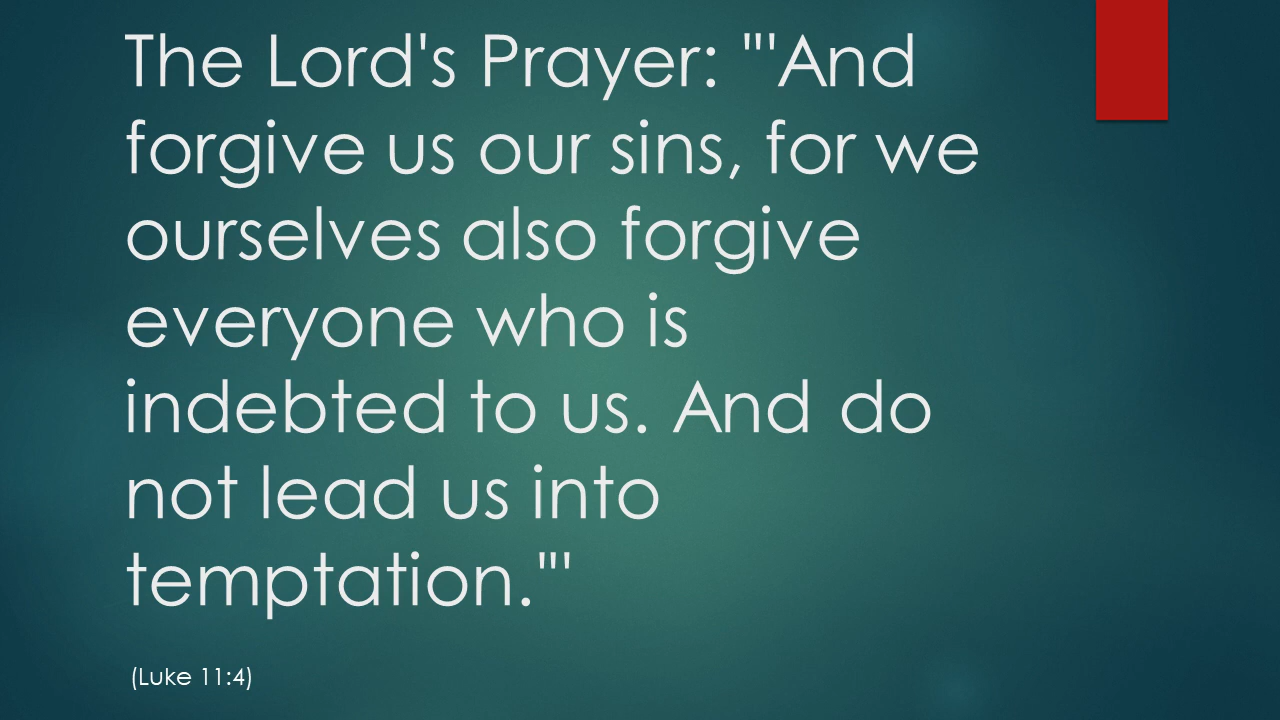 The Lord's Prayer: "'And
forgive us our sins, for we
ourselves also forgive
everyone who is
indebted to us. And do
not lead us into
temptation."'
(Luke 11:4)